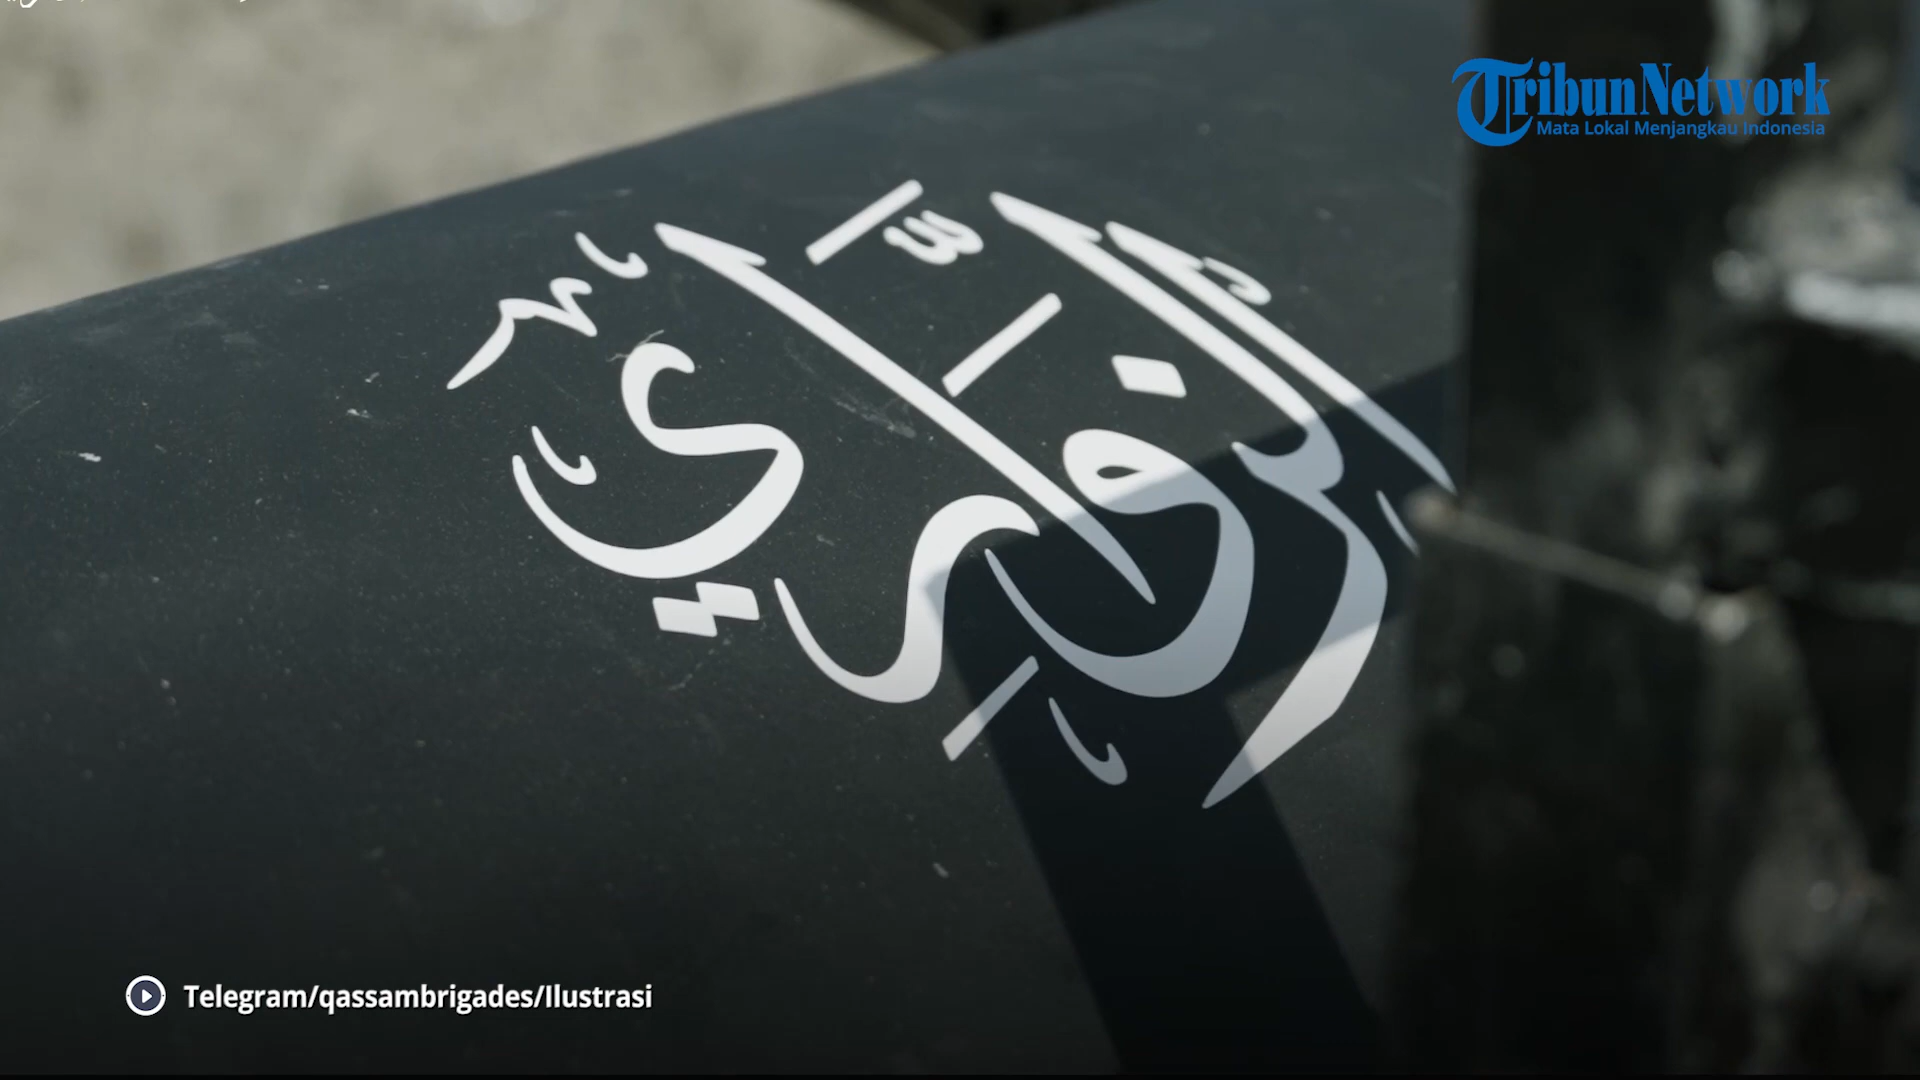 TribunNetwork
Mata Lokal Menjangkau Indonesia
الزواري
Telegram/qassambrigades/Ilustrasi